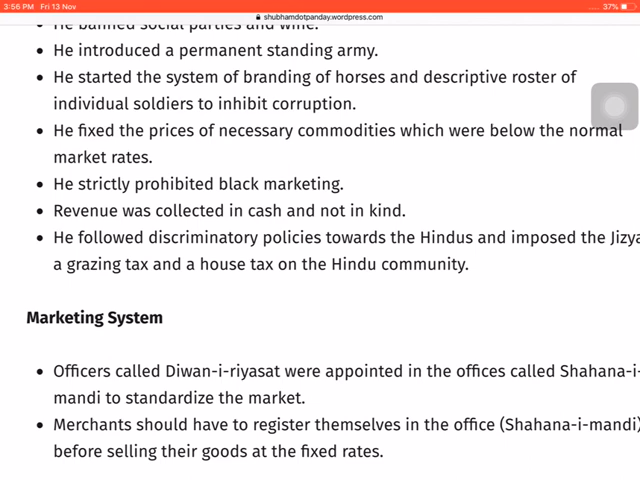 3:56 PM Fri 13 Nov
37%
shubhamdotpanday.wordpress.com
He banned social parties and wine.
• He introduced a permanent standing army.
• He started the system of branding of horses and descriptive roster of
individual soldiers to inhibit corruption.
• He fixed the prices of necessary commodities which were below the normal
market rates.
• He strictly prohibited black marketing.
• Revenue was collected in cash and not in kind.
• He followed discriminatory policies towards the Hindus and imposed the Jizya
a grazing tax and a house tax on the Hindu community.
Marketing System
• Officers called Diwan-i-riyasat were appointed in the offices called Shahana-i-
mandi to standardize the market.
• Merchants should have to register themselves in the office (Shahana-i-mandi)
before selling their goods at the fixed rates.